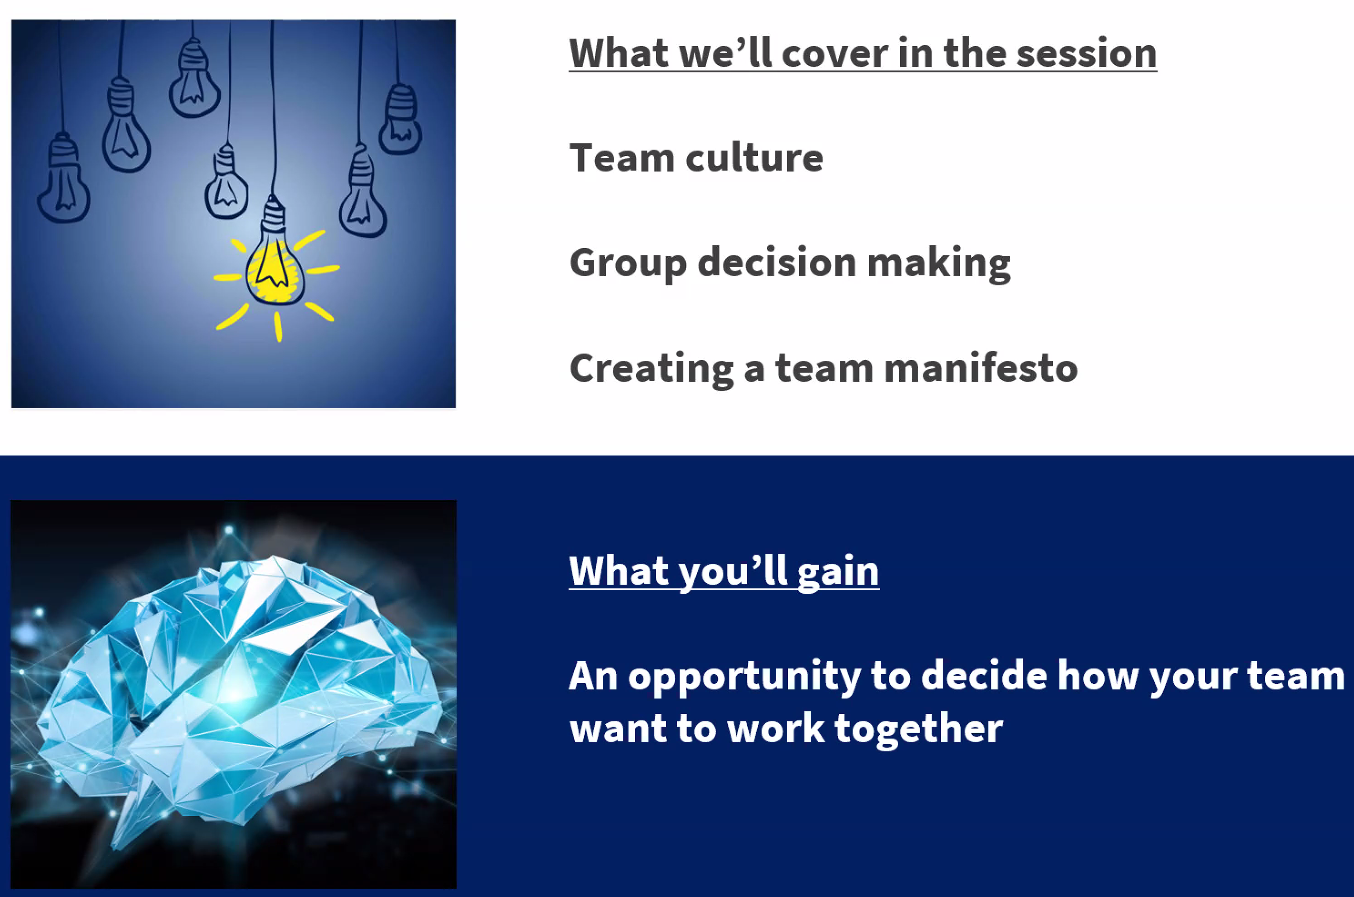 What we’ll cover in the session
Team culture
Group decision making
Creating a team manifesto
What you’ll gain
An opportunity to decide how your team
want to work together